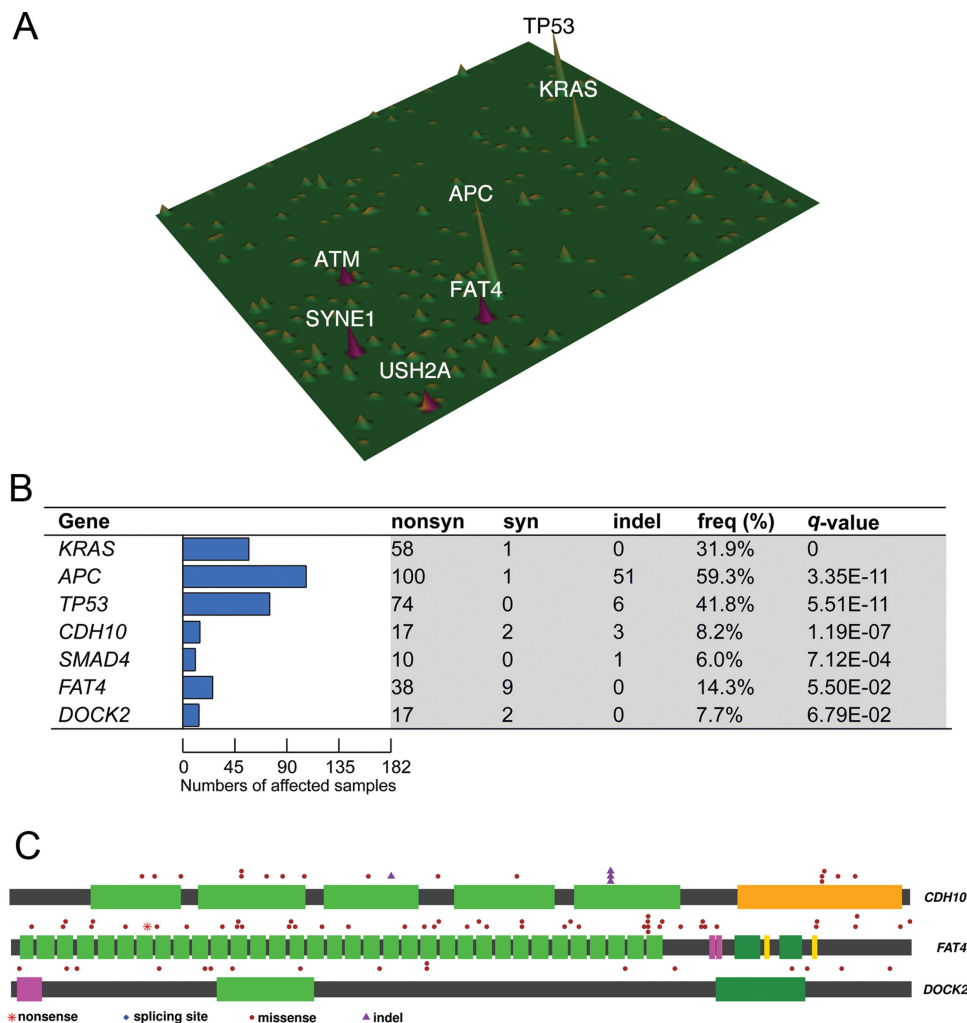 A
TP53
KRAS
APC
ATM
FAT4
SYNE1
USH2A
B
Gene nonsyn syn indel freq (%) q-value
KRAS 58 1 0 31.9% 0
APC 100 1 51 59.3% 3.35E-11
TP53 74 0 6 41.8% 5.51E-11
CDH10 17 2 3 8.2% 1.19E-07
SMAD4 10 0 1 6.0% 7.12E-04
FAT4 38 9 0 14.3% 5.50E-02
DOCK2 17 2 0 7.7% 6.79E-02
0 45 90 135 182
Numbers of affected samples
C
CDH10
FAT4
DOCK2
nonsense splicing site missense indel